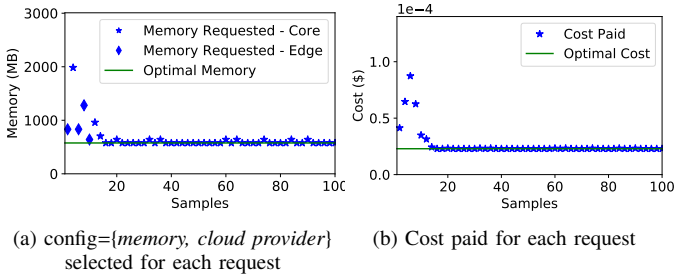 3000
2000
1000
0
Memory (MB)
Memory Requested - Core
Memory Requested - Edge
Optimal Memory
20 40 60 80 100
Samples
(a) config={memory, cloud provider}
selected for each request
1e−4
1.0
0.5
0.0
Cost ($)
Cost Paid
Optimal Cost
20 40 60 80 100
Samples
(b) Cost paid for each request